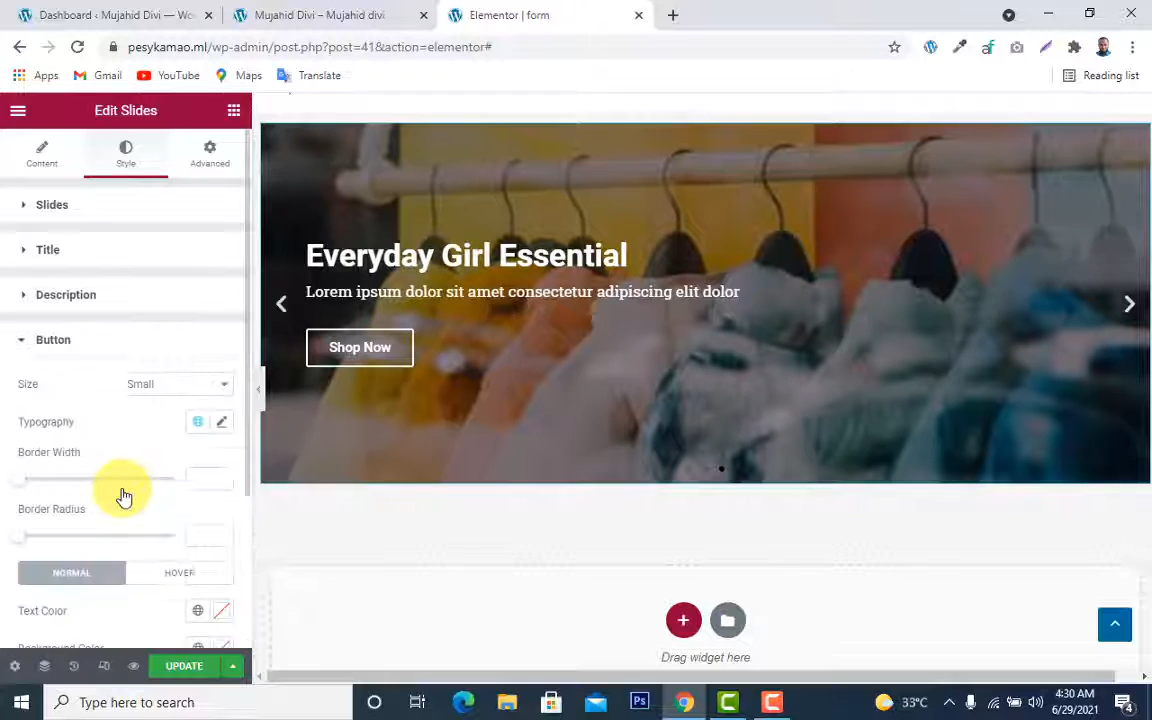 Dashboard ‹ Mujahid Divi — Wo
Mujahid Divi – Mujahid divi
Elementor | form
pesykamao.ml/wp-admin/post.php?post=41&action=elementor#
Apps
Gmail
YouTube
Maps
Translate
Reading list
Edit Slides
Content
Style
Advanced
Slides
Title
Description
Button
Size
Small
Typography
Border Width
Border Radius
NORMAL
HOVER
Text Color
Background Color
UPDATE
Everyday Girl Essential
Lorem ipsum dolor sit amet consectetur adipiscing elit dolor
Shop Now
Drag widget here
Type here to search
Ps
33°C
4:30 AM
6/29/2021
4